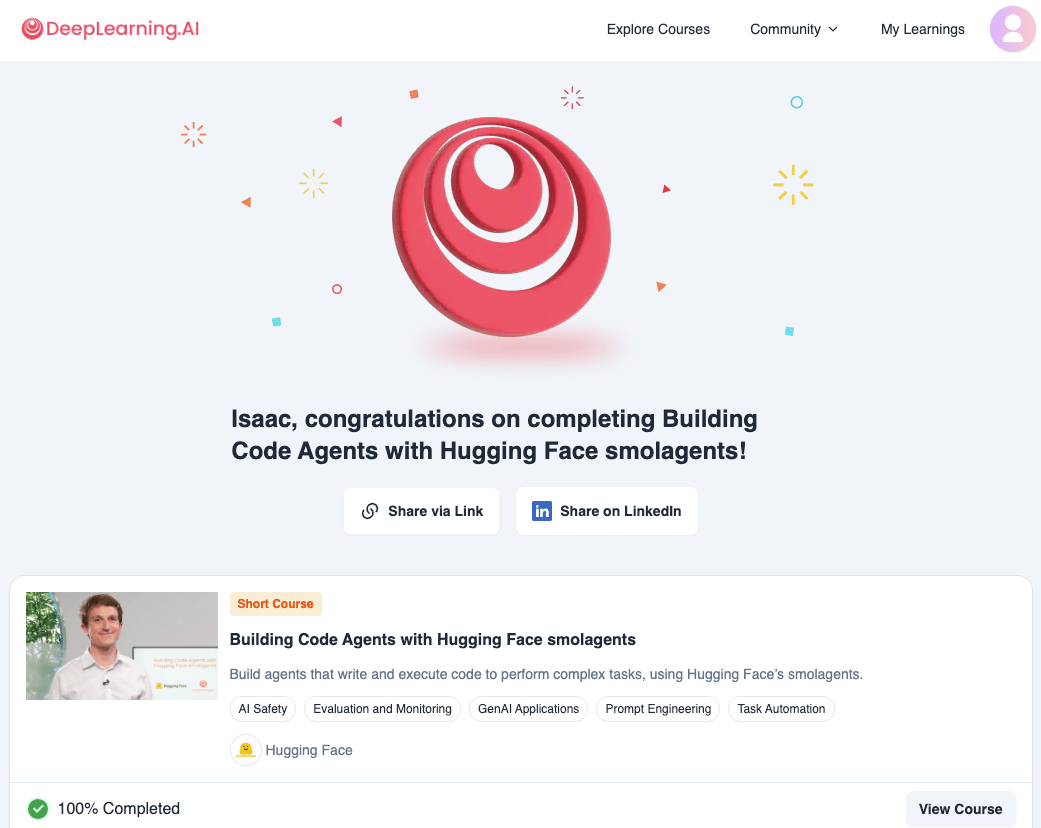 DeepLearning.AI
Explore Courses
Community
My Learnings
Isaac, congratulations on completing Building
Code Agents with Hugging Face smolagents!
Share via Link
in Share on LinkedIn
Short Course
Building Code Agents with Hugging Face smolagents
Build agents that write and execute code to perform complex tasks, using Hugging Face’s smolagents.
AI Safety
Evaluation and Monitoring
GenAI Applications
Prompt Engineering
Task Automation
Building Code Agents with
Hugging Face smolagents
Hugging Face
Hugging Face
100% Completed
View Course